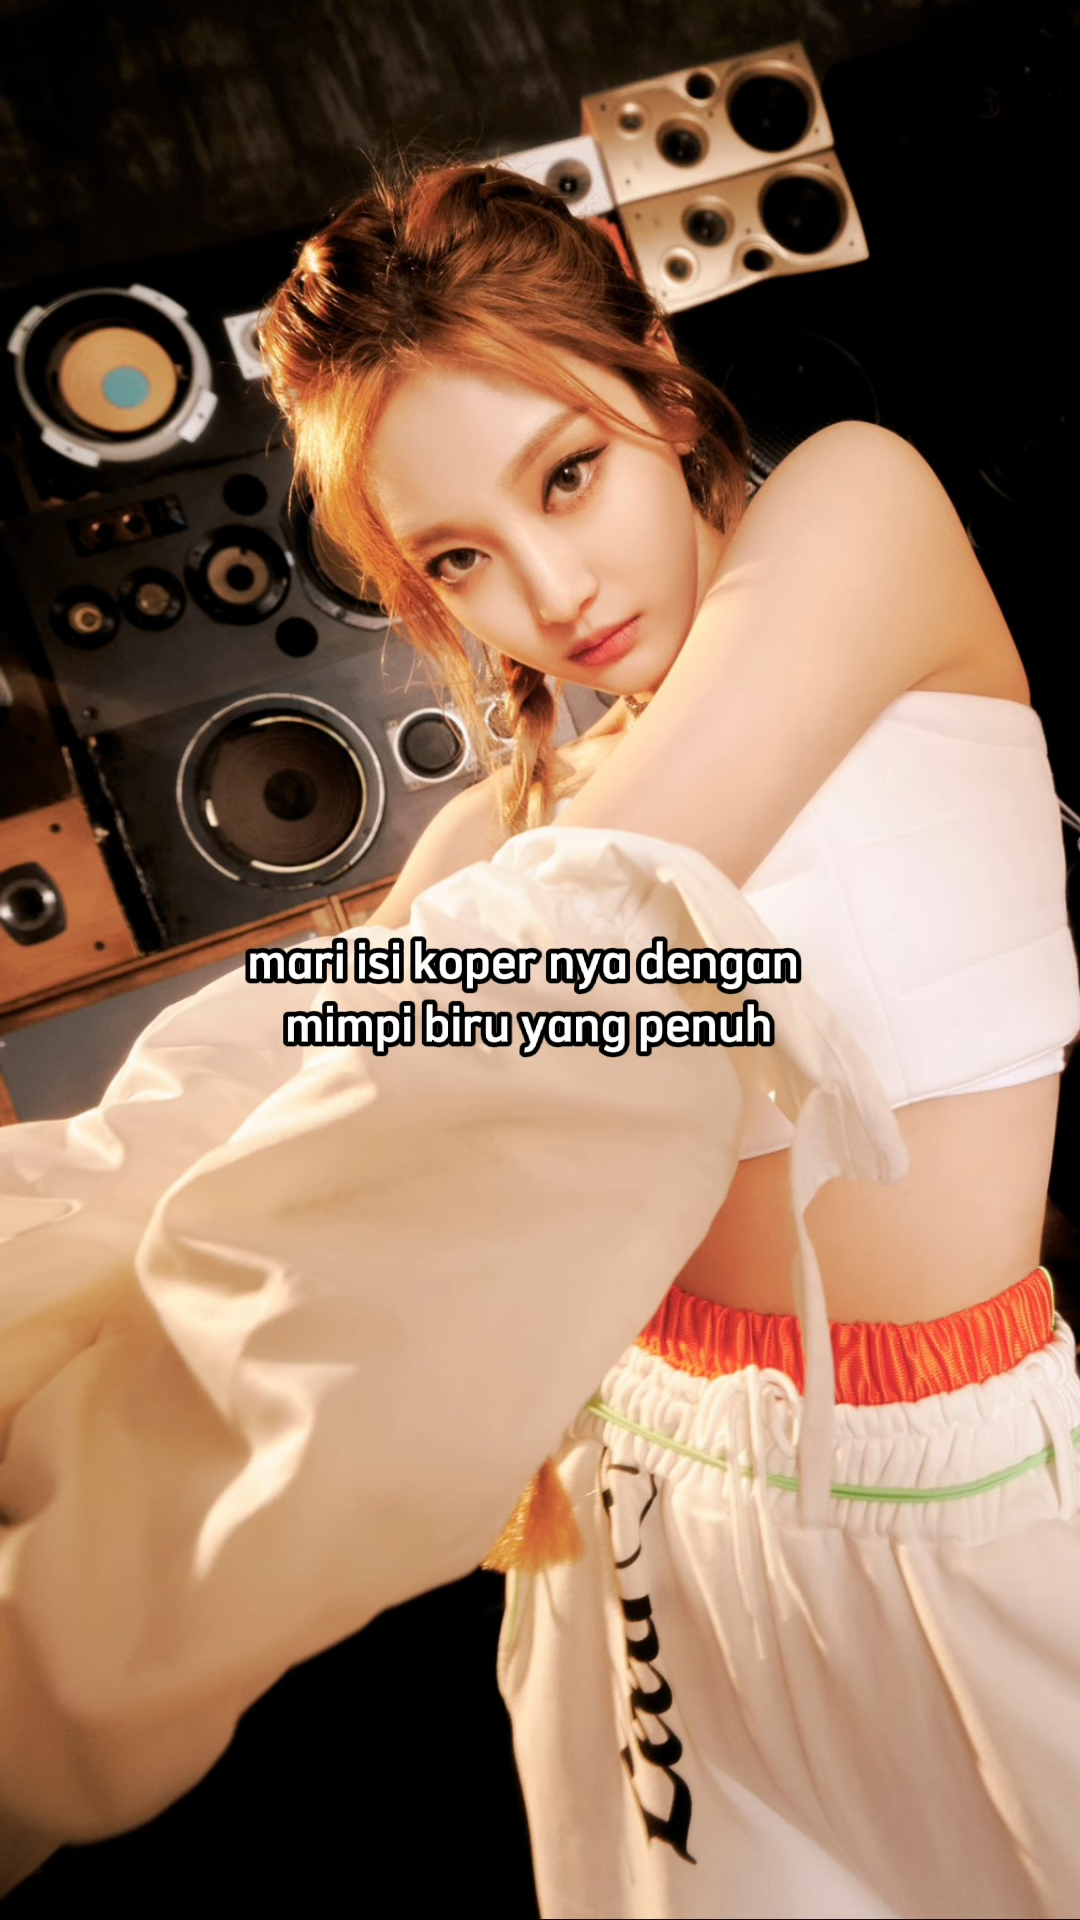 mari isi koper nya dengan
mimpi biru yang penuh